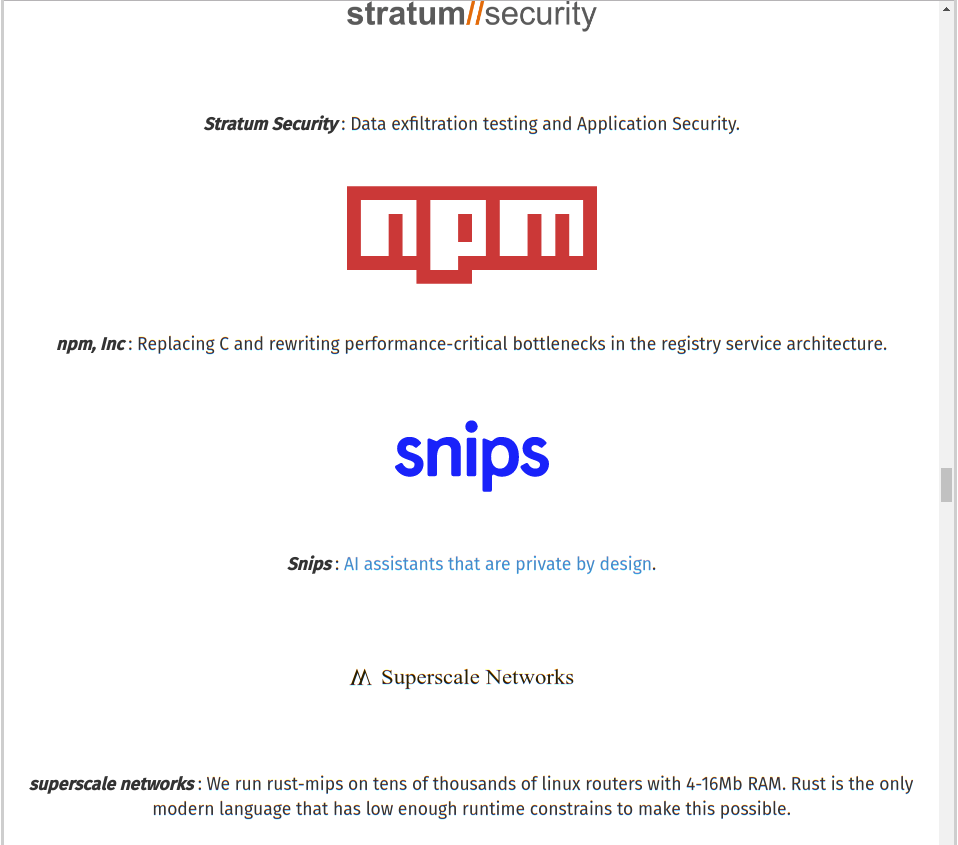 stratum//security
Stratum Security : Data exfiltration testing and Application Security.
npm
npm, Inc : Replacing C and rewriting performance-critical bottlenecks in the registry service architecture.
snips
Snips : AI assistants that are private by design.
Superscale Networks
superscale networks : We run rust-mips on tens of thousands of linux routers with 4-16Mb RAM. Rust is the only
modern language that has low enough runtime constrains to make this possible.